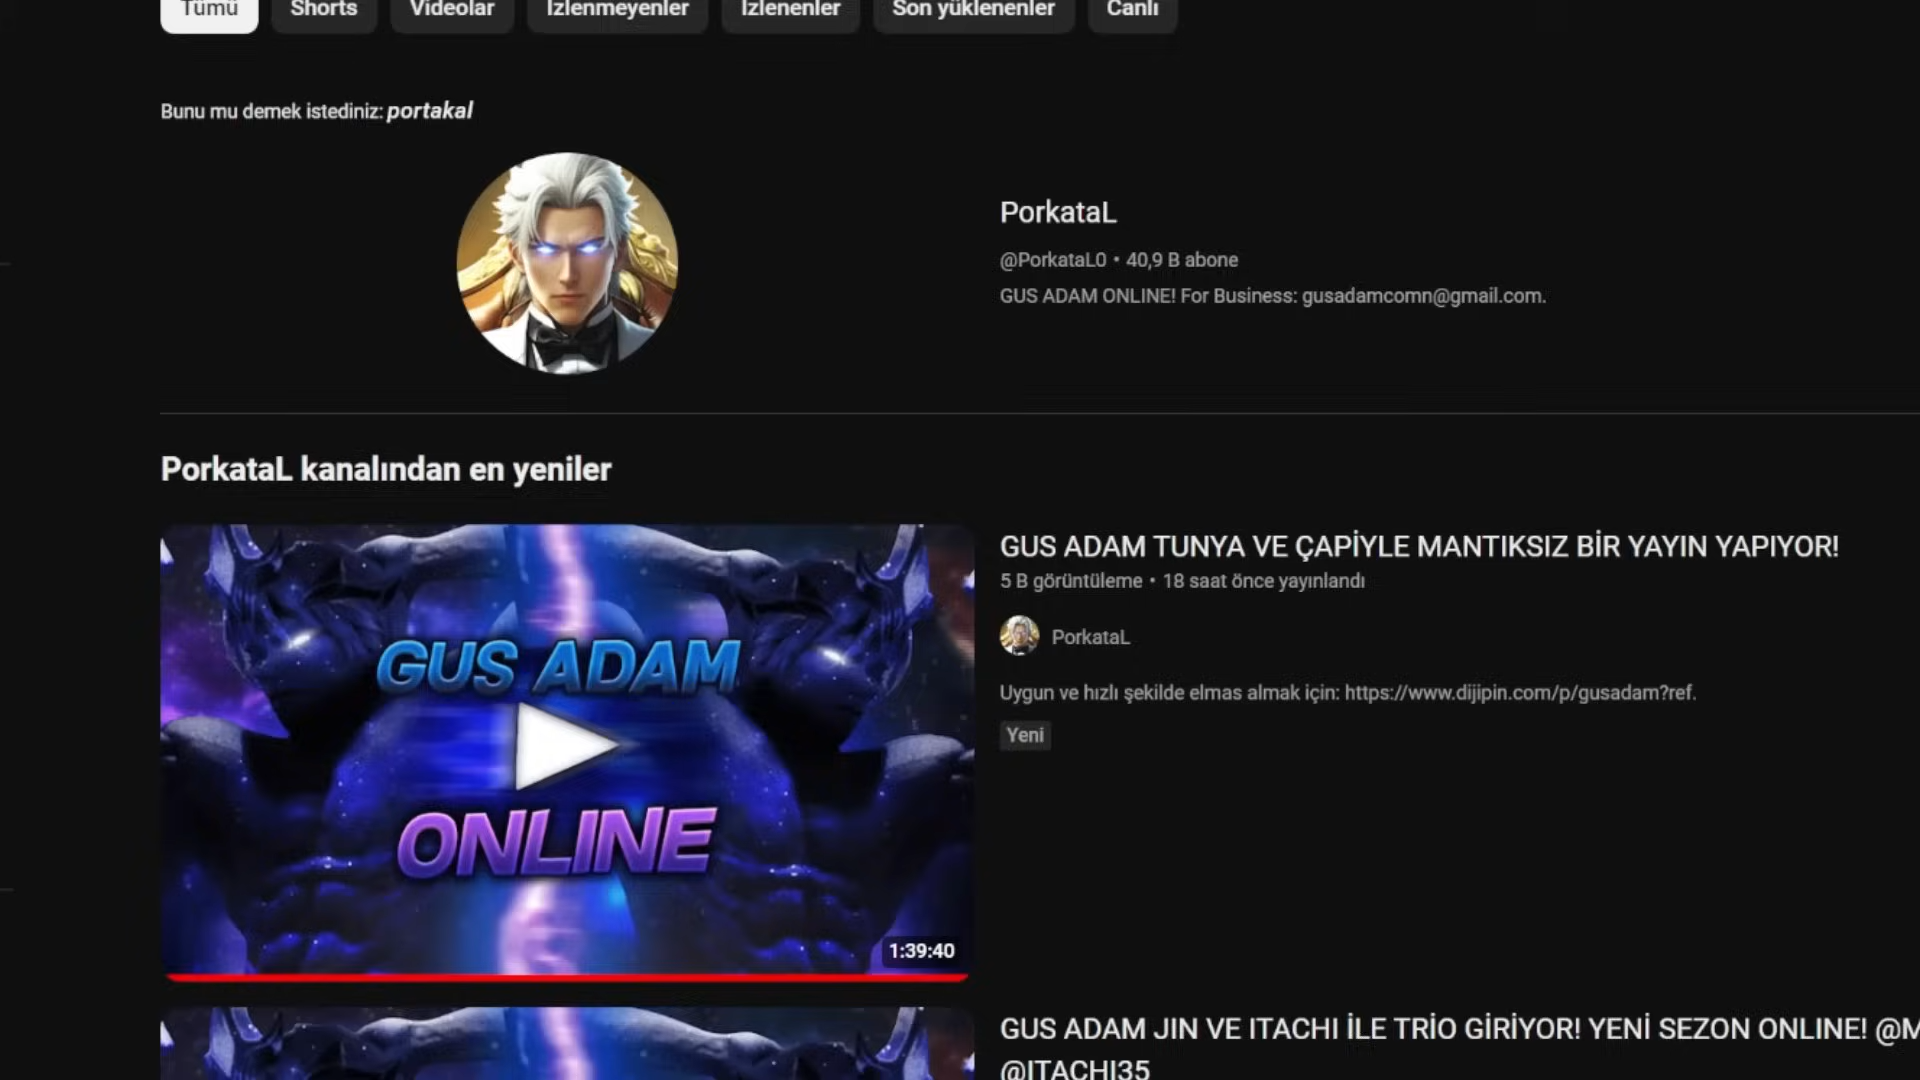 Tümü Shorts Videolar İzlenmeyenler İzlenenler Son yüklenenler Canlı
Bunu mu demek istediniz: portakal
PorkataL
@PorkataL0 • 40,9 B abone
GUS ADAM ONLINE! For Business: gusadamcomn@gmail.com.
PorkataL kanalından en yeniler
GUS ADAM
ONLINE
1:39:40
GUS ADAM TUNYA VE ÇAPİYLE MANTIKSIZ BİR YAYIN YAPIYOR!
5 B görüntüleme • 18 saat önce yayınlandı
PorkataL
Uygun ve hızlı şekilde elmas almak için: https://www.dijipin.com/p/gusadam?ref.
Yeni
GUS ADAM JIN VE ITACHI İLE TRİO GİRİYOR! YENİ SEZON ONLINE! @M
@ITACHI35